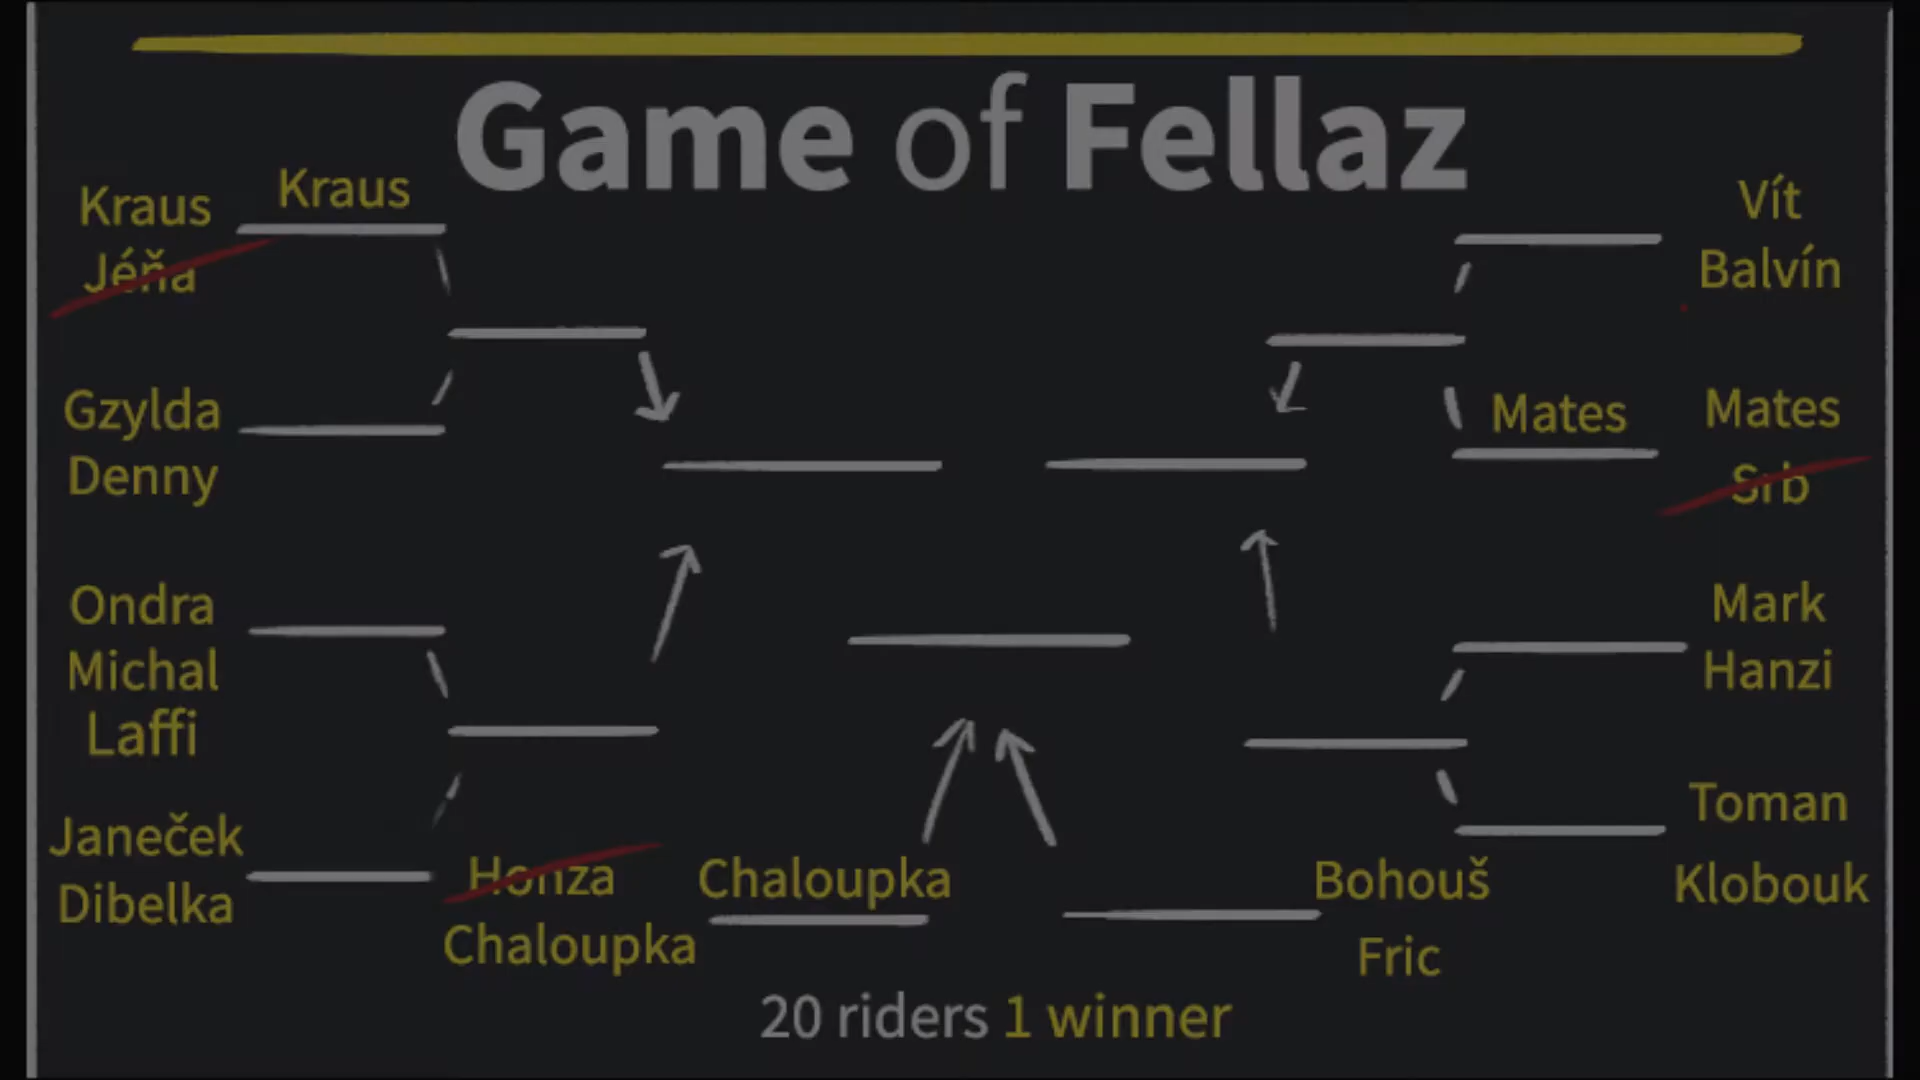 Game of Fellaz
Kraus
Kraus
Jéňa
Gzylda
Denny
Ondra
Michal
Laffi
Janeček
Dibelka
Honza
Chaloupka
Chaloupka
Vít
Balvín
Mates
Mates
Srb
Mark
Hanzi
Toman
Klobouk
Bohouš
Fric
20 riders 1 winner